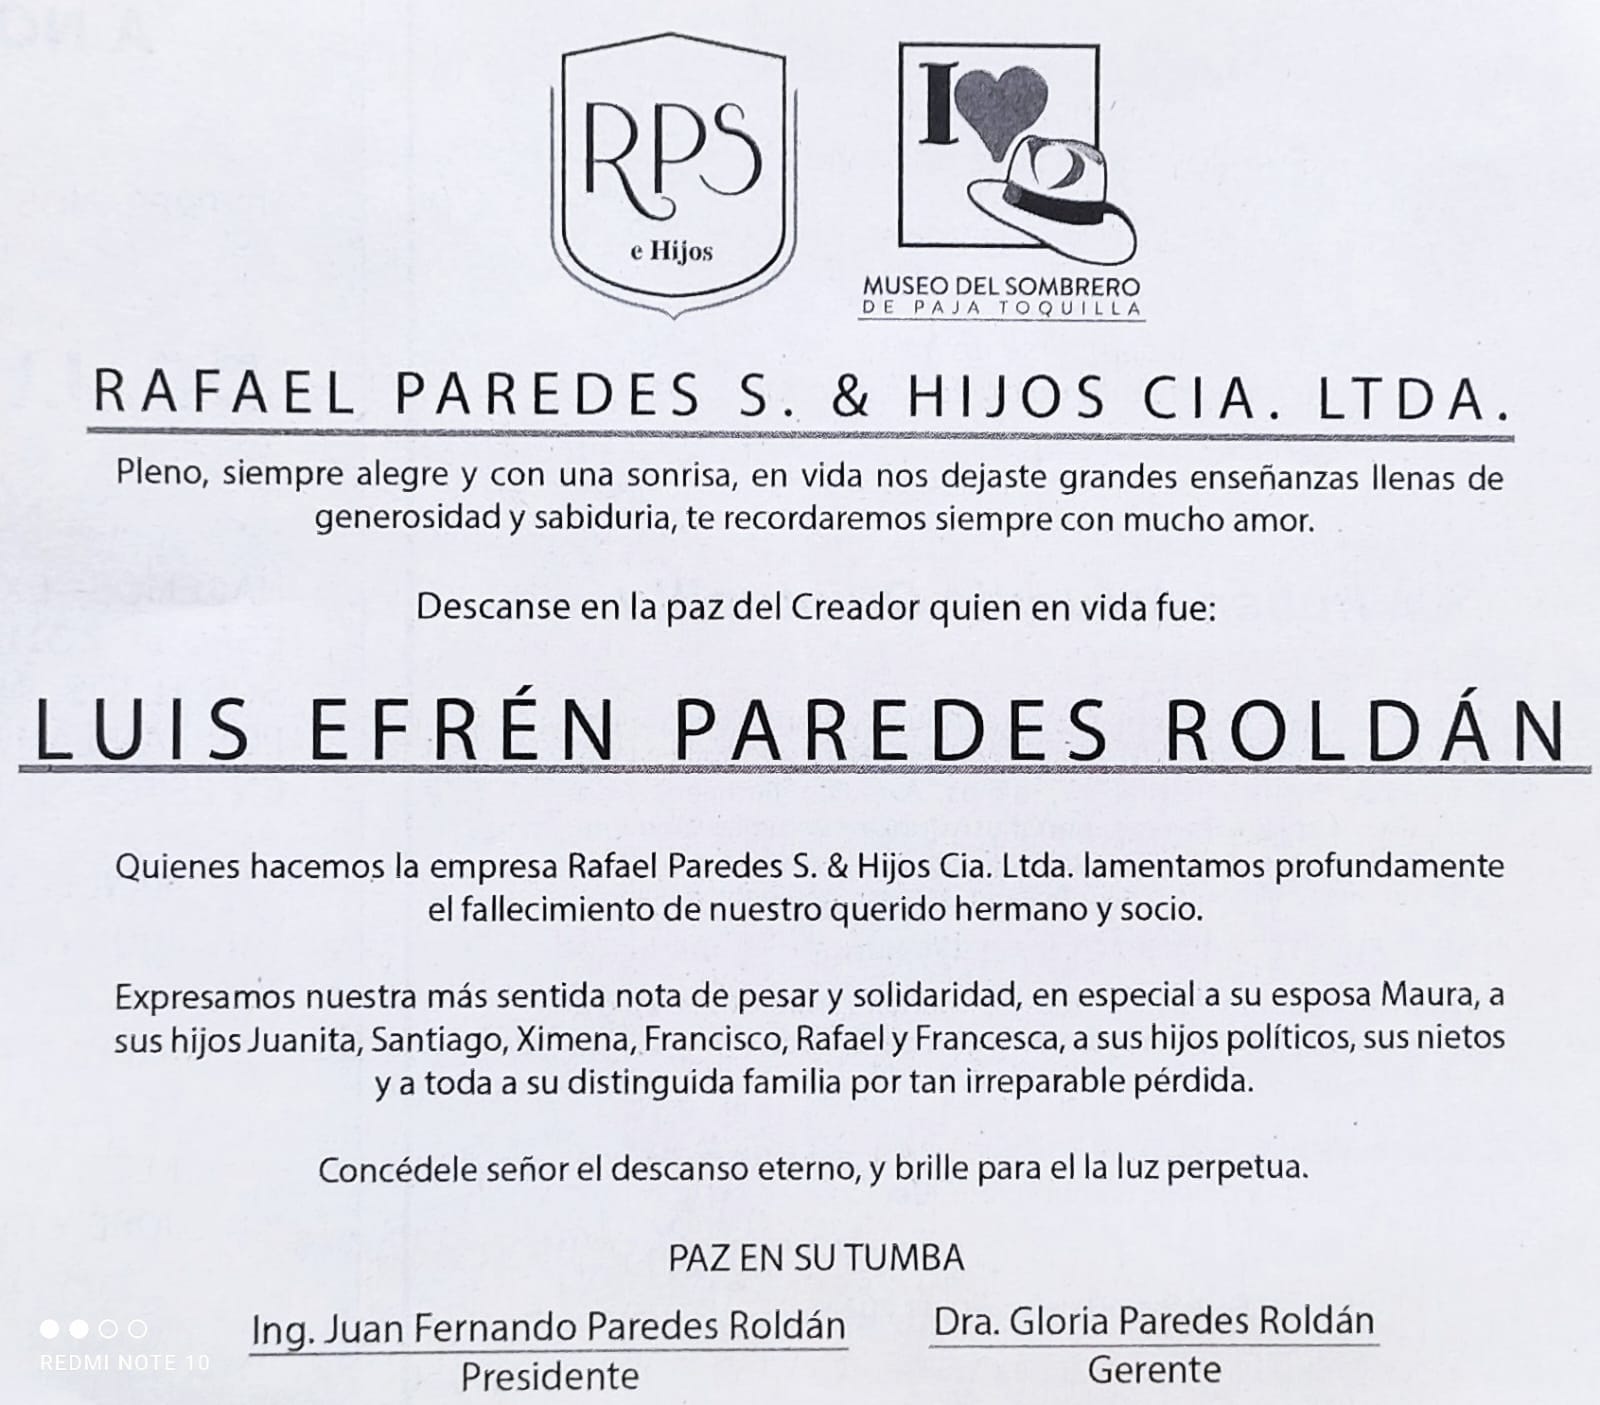 RPS
e Hijos
I
MUSEO DEL SOMBRERO
DE PAJA TOQUILLA
RAFAEL PAREDES S. & HIJOS CIA. LTDA.
Pleno, siempre alegre y con una sonrisa, en vida nos dejaste grandes enseñanzas llenas de
generosidad y sabiduria, te recordaremos siempre con mucho amor.
Descanse en la paz del Creador quien en vida fue:
LUIS EFRÉN PAREDES ROLDÁN
Quienes hacemos la empresa Rafael Paredes S. & Hijos Cia. Ltda. lamentamos profundamente
el fallecimiento de nuestro querido hermano y socio.
Expresamos nuestra más sentida nota de pesar y solidaridad, en especial a su esposa Maura, a
sus hijos Juanita, Santiago, Ximena, Francisco, Rafael y Francesca, a sus hijos políticos, sus nietos
y a toda a su distinguida familia por tan irreparable pérdida.
Concédele señor el descanso eterno, y brille para el la luz perpetua.
PAZ EN SU TUMBA
Ing. Juan Fernando Paredes Roldán
Presidente
Dra. Gloria Paredes Roldán
Gerente
REDMI NOTE 10